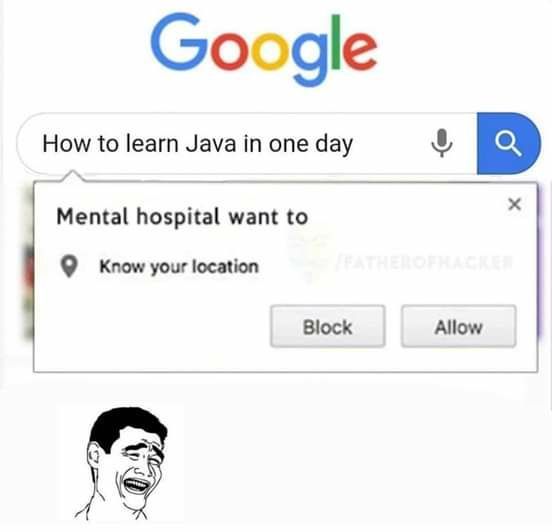 Google
How to learn Java in one day
Mental hospital want to
Know your location
/FATHEROFHACKER
Block
Allow